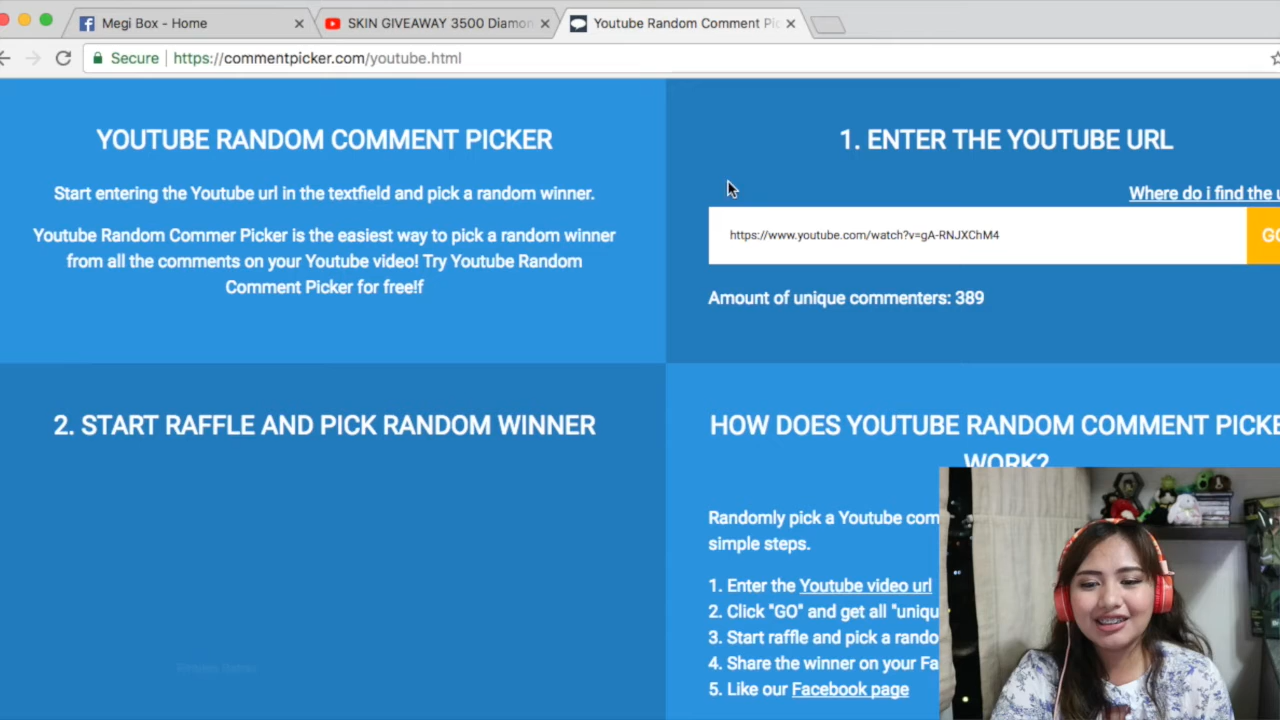 Megi Box - Home
SKIN GIVEAWAY 3500 Diamon
Youtube Random Comment Pic
Secure
https://commentpicker.com/youtube.html
YOUTUBE RANDOM COMMENT PICKER
Start entering the Youtube url in the textfield and pick a random winner.
Youtube Random Commer Picker is the easiest way to pick a random winner
from all the comments on your Youtube video! Try Youtube Random
Comment Picker for free!f
1. ENTER THE YOUTUBE URL
Where do i find the u
https://www.youtube.com/watch?v=gA-RNJXChM4
GO
Amount of unique commenters: 389
2. START RAFFLE AND PICK RANDOM WINNER
HOW DOES YOUTUBE RANDOM COMMENT PICKE
WORK?
Randomly pick a Youtube com
simple steps.
1. Enter the Youtube video url
2. Click "GO" and get all "uniqu
3. Start raffle and pick a rando
4. Share the winner on your Fa
5. Like our Facebook page